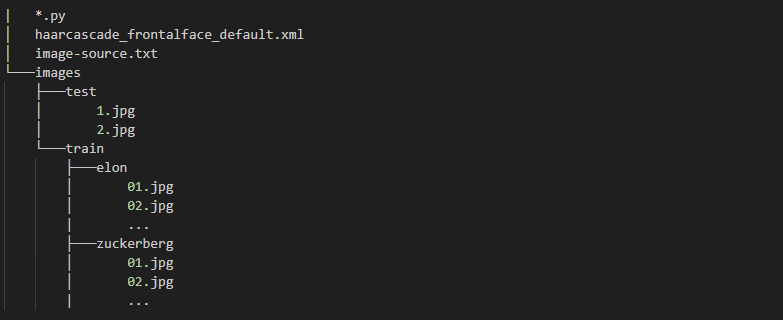 │   *.py
│   haarcascade_frontalface_default.xml
│   image-source.txt
└───images
    ├───test
    │       1.jpg
    │       2.jpg
    └───train
        ├───elon
        │       01.jpg
        │       02.jpg
        │       ...
        ├───zuckerberg
        │       01.jpg
        │       02.jpg
        │       ...